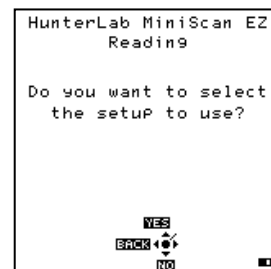 HunterLab MiniScan EZ
Reading
Do you want to select
the setup to use?
YES
BACK
NO